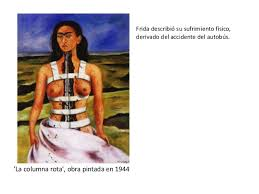 Frida describió su sufrimiento físico,
derivado del accidente del autobús.
'La columna rota', obra pintada en 1944